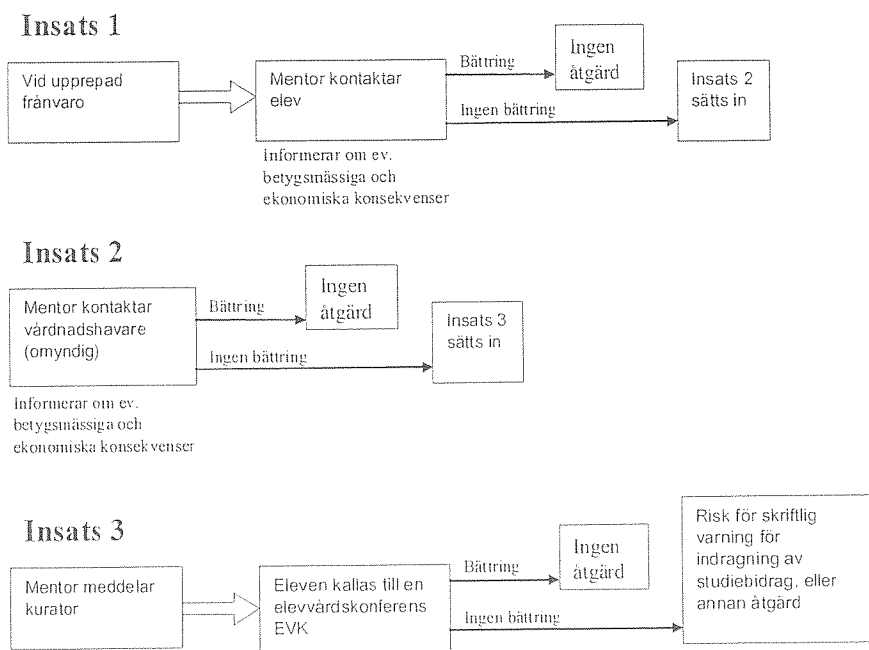 Insats 1
Vid upprepad
frånvaro
Mentor kontaktar
elev
Bättring
Ingen
åtgärd
Ingen bättring
Insats 2
sätts in
Informerar om ev.
betygsmässiga och
ekonomiska konsekvenser
Insats 2
Mentor kontaktar
vårdnadshavare
(omyndig)
Bättring
Ingen
åtgärd
Ingen bättring
Insats 3
sätts in
Informerar om ev.
betygsmässiga och
ekonomiska konsekvenser
Insats 3
Mentor meddelar
kurator
Eleven kallas till en
elevvårdskonferens
EVK
Bättring
Ingen
åtgärd
Ingen bättring
Risk för skriftlig
varning för
indragning av
studiebidrag, eller
annan åtgärd